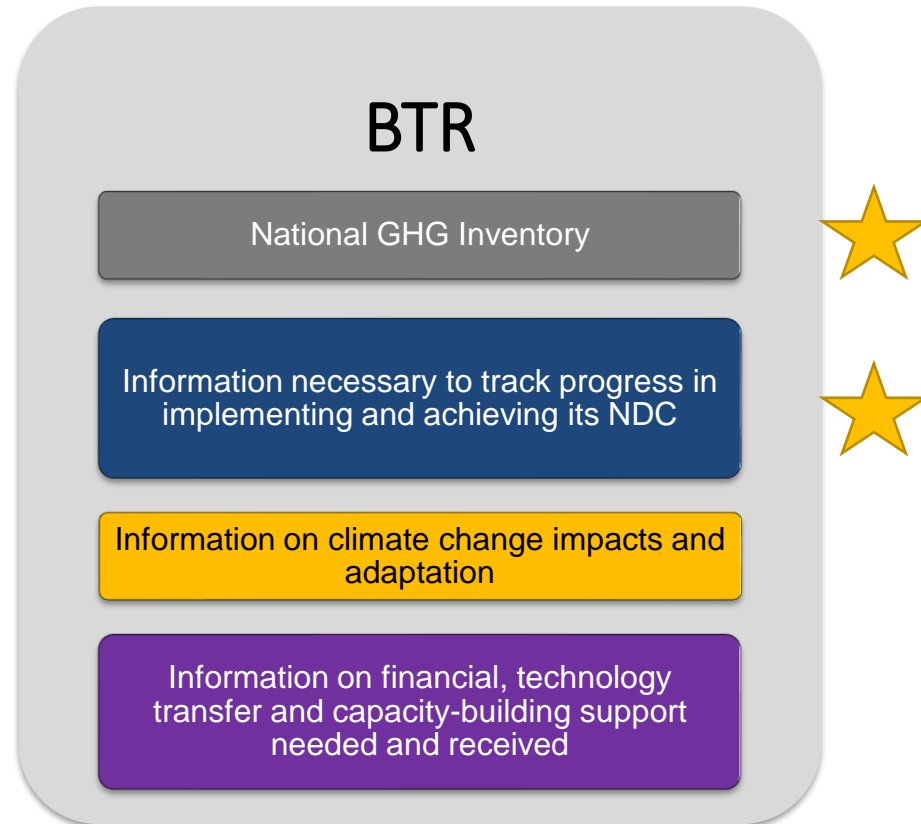 BTR
National GHG Inventory
Information necessary to track progress in
implementing and achieving its NDC
Information on climate change impacts and
adaptation
Information on financial, technology
transfer and capacity-building support
needed and received